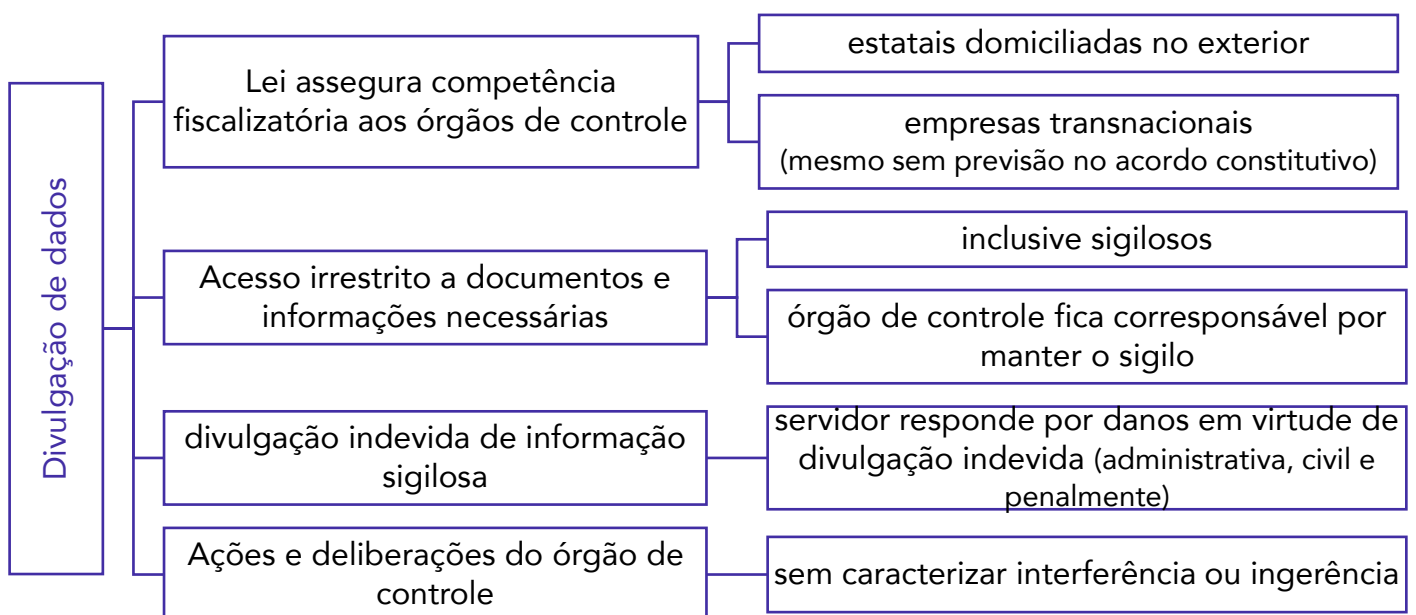 Divulgação de dados
Lei assegura competência
fiscalizatória aos órgãos de controle
estatais domiciliadas no exterior
empresas transnacionais
(mesmo sem previsão no acordo constitutivo)
Acesso irrestrito a documentos e
informações necessárias
inclusive sigilosos
órgão de controle fica corresponsável por
manter o sigilo
divulgação indevida de informação
sigilosa
servidor responde por danos em virtude de
divulgação indevida (administrativa, civil e
penalmente)
Ações e deliberações do órgão de
controle
sem caracterizar interferência ou ingerência